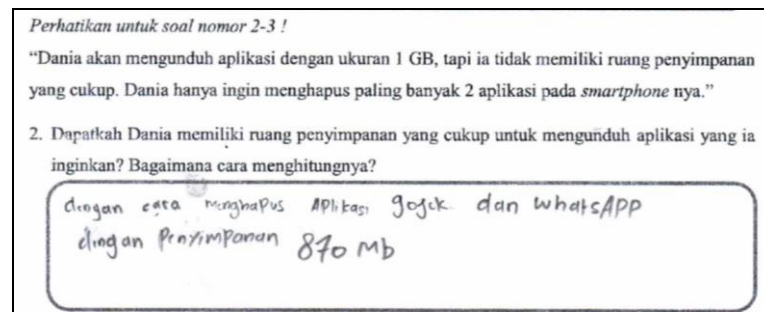 Perhatikan untuk soal nomor 2-3 !
“Dania akan mengunduh aplikasi dengan ukuran 1 GB, tapi ia tidak memiliki ruang penyimpanan
yang cukup. Dania hanya ingin menghapus paling banyak 2 aplikasi pada smartphone nya.”
2. Dapatkah Dania memiliki ruang penyimpanan yang cukup untuk mengunduh aplikasi yang ia
inginkan? Bagaimana cara menghitungnya?
dengan cara menghapus Aplikasi gojek dan whatsAPP
dengan Penyimpanan 870 Mb